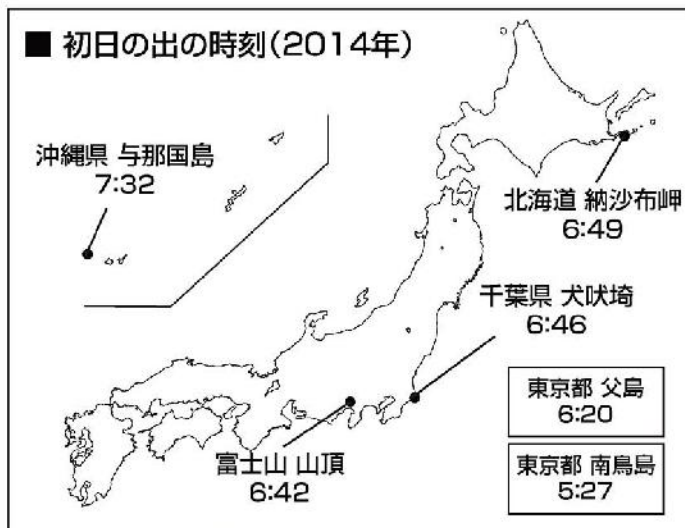 ■ 初日の出の時刻(2014年)
沖縄県 与那国島
7:32
北海道 納沙布岬
6:49
千葉県 犬吠埼
6:46
富士山 山頂
6:42
東京都 父島
6:20
東京都 南鳥島
5:27